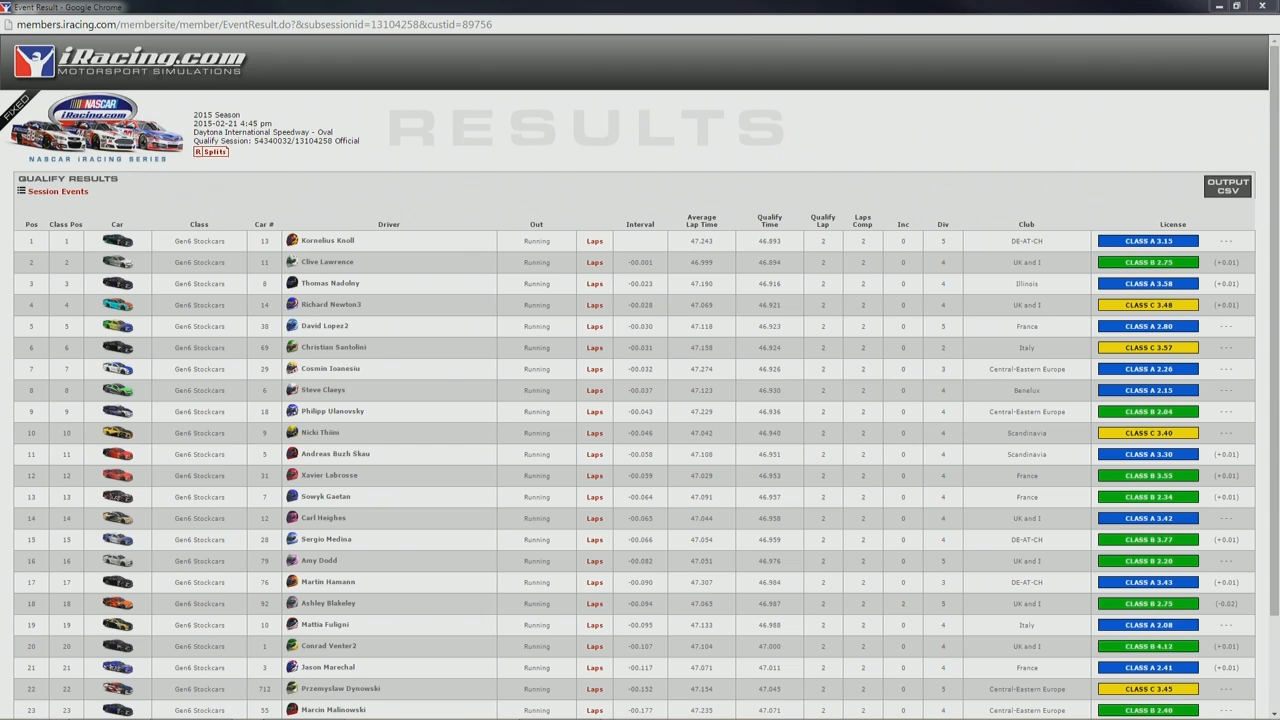 Event Result - Google Chrome
members.iracing.com/membersite/member/EventResult.do?&subsessionid=13104258&custid=89756
iRacing.com
MOTORSPORT SIMULATIONS
FIXED
NASCAR
iRacing.com
NASCAR iRACING SERIES
2015 Season
2015-02-21 4:45 pm
Daytona International Speedway - Oval
Qualify Session: 54340032/13104258 Official
R Splits
RESULTS
QUALIFY RESULTS
Session Events
OUTPUT CSV
Pos Class Pos Car Class Car # Driver Out Interval Average Lap Time Qualify Time Qualify Lap Laps Comp Inc Div Club License
1 1 Gen6 Stockcars 13 Kornelius Knoll Running Laps 47.243 46.893 2 2 0 5 DE-AT-CH CLASS A 3.15 ---
2 2 Gen6 Stockcars 11 Clive Lawrence Running Laps -00.001 46.999 46.894 2 2 0 4 UK and I CLASS B 2.75 (+0.01)
3 3 Gen6 Stockcars 8 Thomas Nadolny Running Laps -00.023 47.190 46.916 2 2 0 4 Illinois CLASS A 3.58 (+0.01)
4 4 Gen6 Stockcars 14 Richard Newton3 Running Laps -00.028 47.069 46.921 2 2 0 4 UK and I CLASS C 3.48 (+0.01)
5 5 Gen6 Stockcars 38 David Lopez2 Running Laps -00.030 47.118 46.923 2 2 0 5 France CLASS A 2.80 ---
6 6 Gen6 Stockcars 69 Christian Santolini Running Laps -00.031 47.158 46.924 2 2 0 2 Italy CLASS C 3.57 ---
7 7 Gen6 Stockcars 29 Cosmin Ioanesiu Running Laps -00.032 47.274 46.926 2 2 0 3 Central-Eastern Europe CLASS A 2.26 ---
8 8 Gen6 Stockcars 6 Steve Claeys Running Laps -00.037 47.123 46.930 2 2 0 4 Benelux CLASS A 2.15 ---
9 9 Gen6 Stockcars 18 Philipp Ulanovsky Running Laps -00.043 47.229 46.936 2 2 0 4 Central-Eastern Europe CLASS B 2.04 ---
10 10 Gen6 Stockcars 9 Nicki Thiim Running Laps -00.046 47.042 46.940 2 2 0 4 Scandinavia CLASS C 3.40 ---
11 11 Gen6 Stockcars 5 Andreas Buzh Skau Running Laps -00.058 47.108 46.951 2 2 0 4 Scandinavia CLASS A 3.30 (+0.01)
12 12 Gen6 Stockcars 31 Xavier Labrosse Running Laps -00.059 47.029 46.953 2 2 0 4 France CLASS B 3.55 (+0.01)
13 13 Gen6 Stockcars 7 Sowyk Gaetan Running Laps -00.064 47.091 46.957 2 2 0 4 France CLASS B 2.34 (+0.01)
14 14 Gen6 Stockcars 12 Carl Heighes Running Laps -00.065 47.044 46.958 2 2 0 4 UK and I CLASS A 3.42 (+0.01)
15 15 Gen6 Stockcars 28 Sergio Medina Running Laps -00.066 47.054 46.959 2 2 0 4 DE-AT-CH CLASS B 3.77 (+0.01)
16 16 Gen6 Stockcars 79 Amy Dodd Running Laps -00.082 47.051 46.976 2 2 0 5 UK and I CLASS B 2.20 (+0.01)
17 17 Gen6 Stockcars 76 Martin Hamann Running Laps -00.090 47.307 46.984 2 2 0 3 DE-AT-CH CLASS A 3.43 (+0.01)
18 18 Gen6 Stockcars 92 Ashley Blakeley Running Laps -00.094 47.065 46.987 2 2 2 5 UK and I CLASS B 2.75 (-0.02)
19 19 Gen6 Stockcars 10 Mattia Fuligni Running Laps -00.095 47.133 46.988 2 2 0 4 Italy CLASS A 2.08 ---
20 20 Gen6 Stockcars 1 Conrad Venter2 Running Laps -00.107 47.104 47.000 2 2 0 4 UK and I CLASS B 4.12 (+0.01)
21 21 Gen6 Stockcars 3 Jason Marechal Running Laps -00.117 47.071 47.011 2 2 0 4 France CLASS A 2.41 (+0.01)
22 22 Gen6 Stockcars 712 Przemyslaw Dynowski Running Laps -00.152 47.154 47.045 2 2 0 5 Central-Eastern Europe CLASS C 3.45 ---
23 23 Gen6 Stockcars 55 Marcin Malinowski Running Laps -00.177 47.235 47.071 2 2 0 4 Central-Eastern Europe CLASS B 2.40 (+0.01)